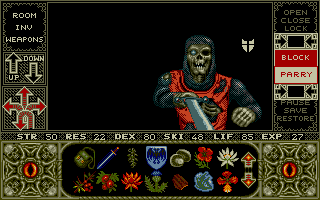 ROOM
INV
WEAPONS
UP
DOWN
OPEN
CLOSE
LOCK
BLOCK
PARRY
PAUSE
SAVE
RESTORE
STR 50 RES 22 DEX 80 SKI 48 LIF 85 EXP 27